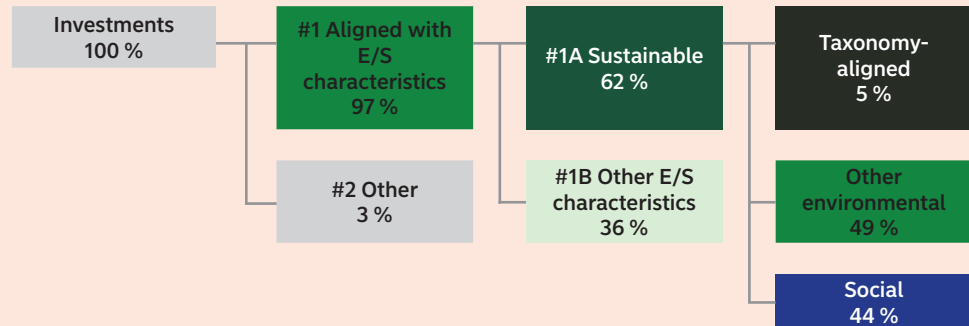 Investments
100 %
#1 Aligned with
E/S
characteristics
97 %
#2 Other
3 %
#1A Sustainable
62 %
#1B Other E/S
characteristics
36 %
Taxonomy-
aligned
5 %
Other
environmental
49 %
Social
44 %